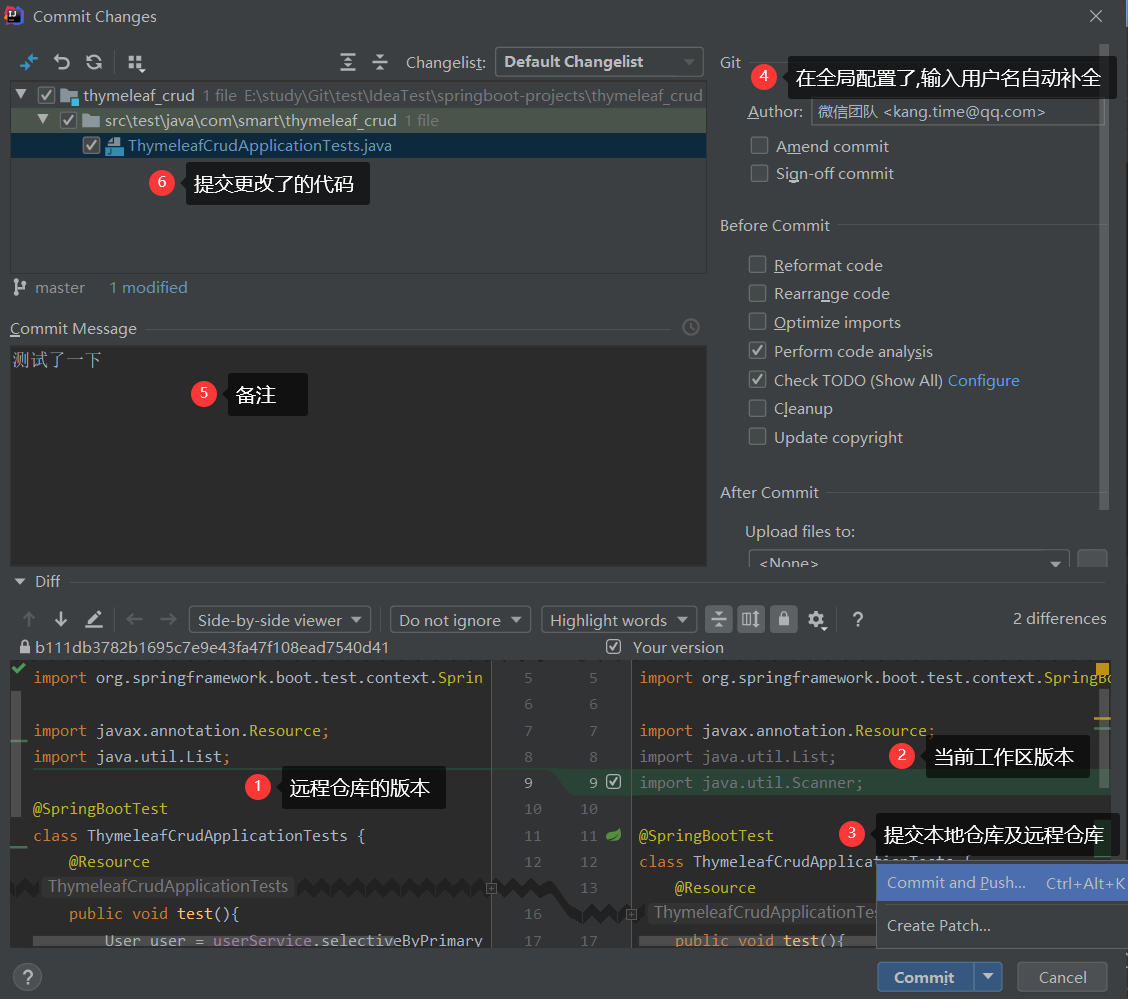 Commit Changes
Changelist: Default Changelist
thymeleaf_crud 1 file E:\study\Git\test\IdeaTest\springboot-projects\thymeleaf_crud
src\test\java\com\smart\thymeleaf_crud 1 file
ThymeleafCrudApplicationTests.java
6 提交更改了的代码
master 1 modified
Git
4 在全局配置了,输入用户名自动补全
Author: 微信团队 <kang.time@qq.com>
Amend commit
Sign-off commit
Before Commit
Reformat code
Rearrange code
Optimize imports
Perform code analysis
Check TODO (Show All) Configure
Cleanup
Update copyright
After Commit
Upload files to:
<None>
Commit Message
测试了一下
5 备注
Diff
Side-by-side viewer Do not ignore Highlight words ? 2 differences
b111db3782b1695c7e9e43fa47f108ead7540d41
Your version
import org.springframework.boot.test.context.Sprin 5 5 import org.springframework.boot.test.context.SpringBo
6 6
import javax.annotation.Resource; 7 7 import javax.annotation.Resource;
import java.util.List; 8 8 import java.util.List;
2 当前工作区版本
9 9 import java.util.Scanner;
1 远程仓库的版本
@SpringBootTest 10 10
class ThymeleafCrudApplicationTests { 11 11 @SpringBootTest
3 提交本地仓库及远程仓库
@Resource 12 12 class ThymeleafCrudApplicationTests {
ThymeleafCrudApplicationTests 13 @Resource
public void test(){ 16 ThymeleafCrudApplicationTes
User user = userService.selectiveByPrimary 17 17 public void test(){
Commit and Push... Ctrl+Alt+K
Create Patch...
? Commit Cancel